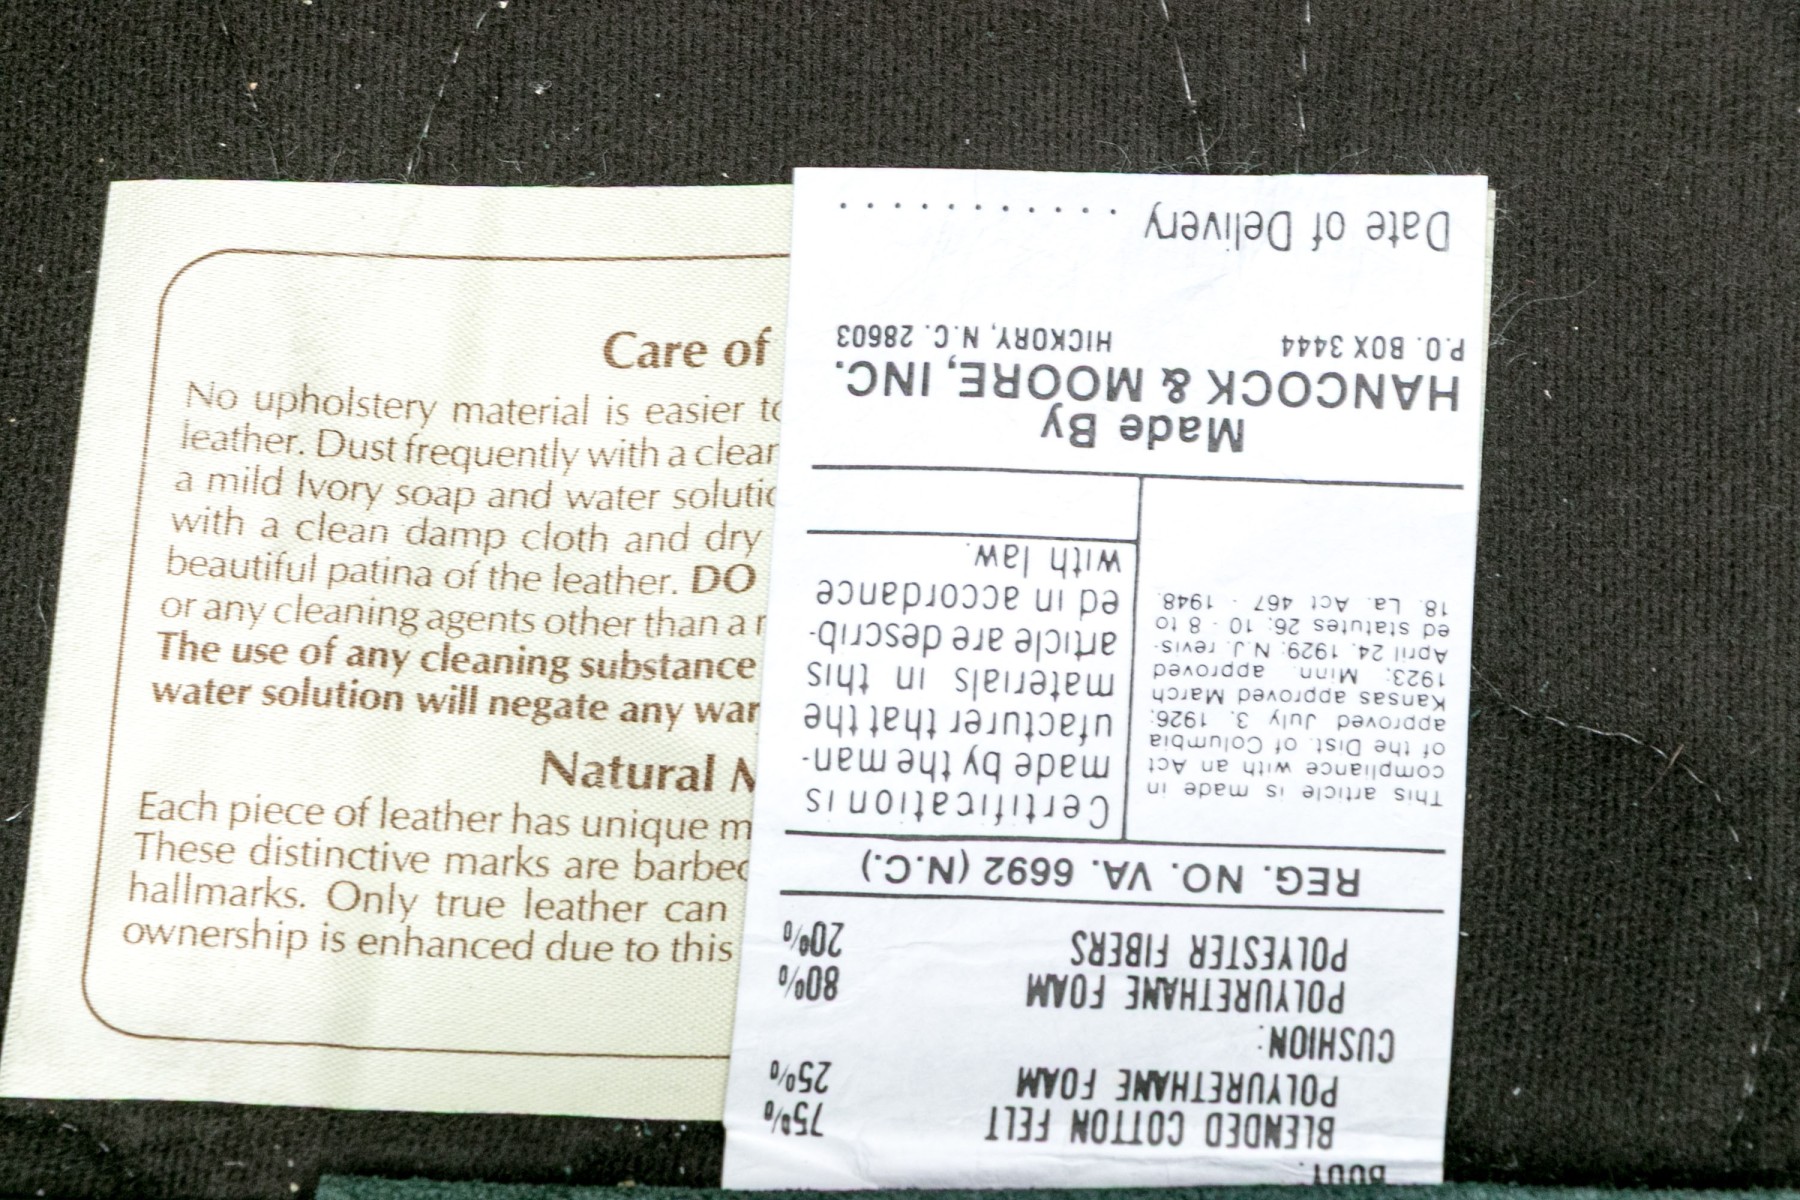 Care of
No upholstery material is easier to
leather. Dust frequently with a clean
a mild Ivory soap and water solutio
with a clean damp cloth and dry
beautiful patina of the leather. DO
or any cleaning agents other than a
The use of any cleaning substance
water solution will negate any war
Natural
Each piece of leather has unique m
These distinctive marks are barbed
hallmarks. Only true leather can
ownership is enhanced due to this
BODY:
BLENDED COTTON FELT 75%
POLYURETHANE FOAM 25%
CUSHION:
POLYURETHANE FOAM 80%
POLYESTER FIBERS 20%
REG. NO. VA. 6692 (N.C.)
This article is made in
compliance with an Act
of the Dist. of Columbia
approved July 3, 1926;
Kansas approved March
1923; Minn. approved
April 24, 1929; N.J. revis-
ed statutes 26: 10 - 8 to
18. La. Act 467 - 1948.
Certification is
made by the man-
ufacturer that the
materials in this
article are describ-
ed in accordance
with law.
Made By
HANCOCK & MOORE, INC.
P.O. BOX 3444 HICKORY, N.C. 28603
Date of Delivery ...........